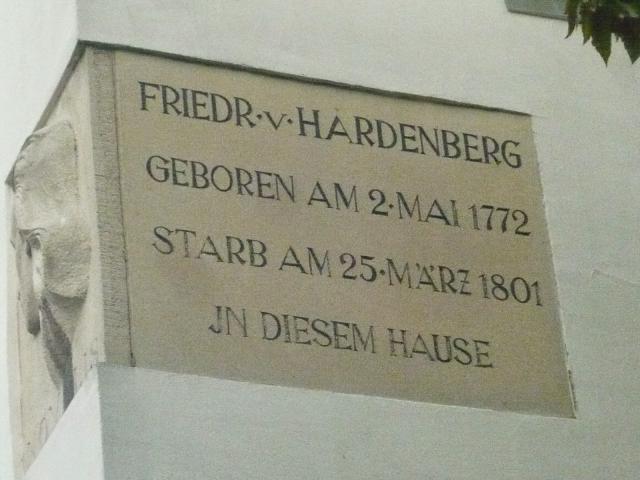 FRIEDR·V·HARDENBERG
GEBOREN AM 2·MAI 1772
STARB AM 25·MÄRZ 1801
JN DIESEM HAUSE